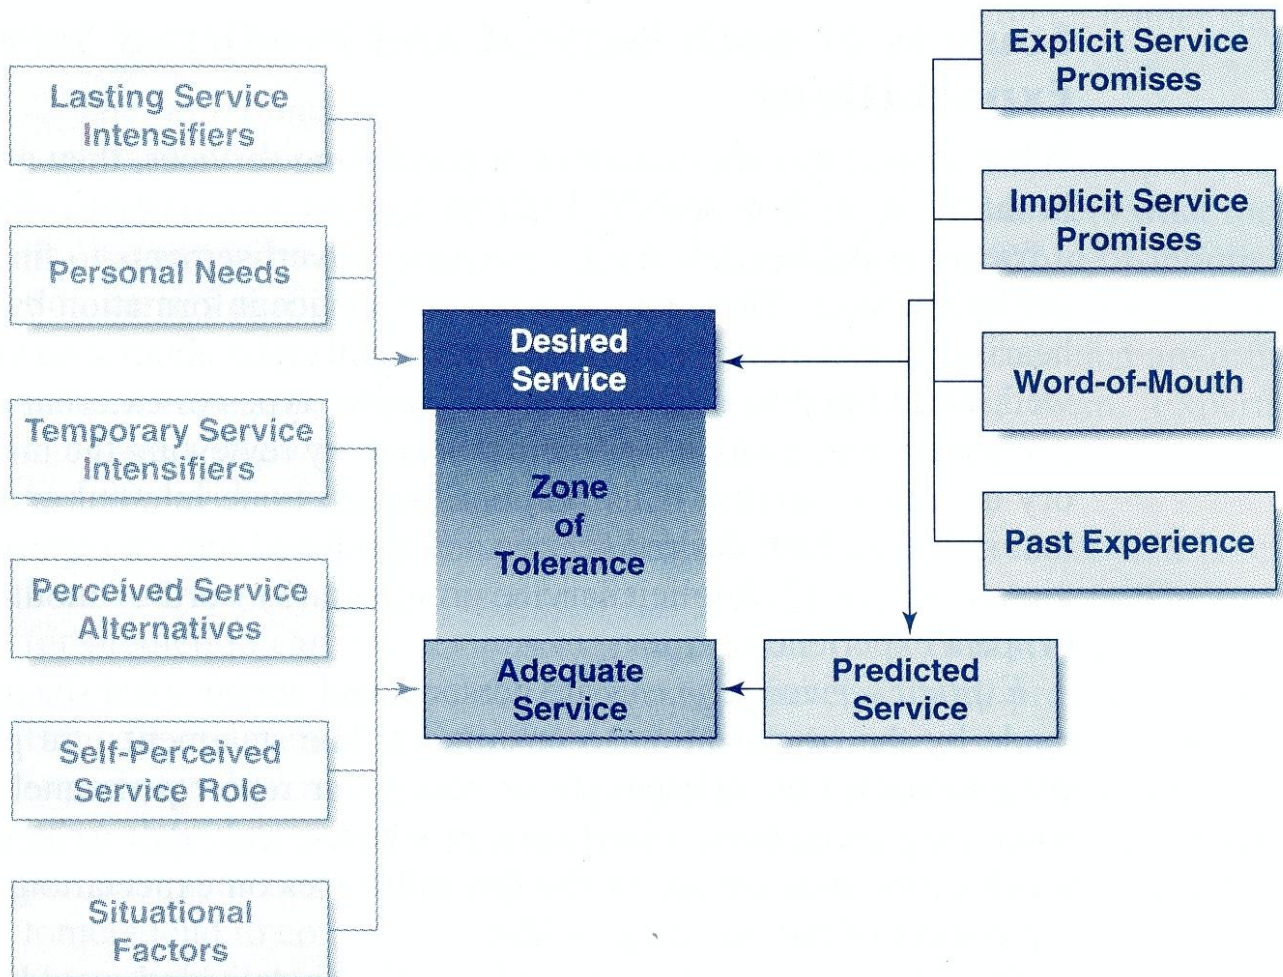 Explicit Service
Promises
Lasting Service
Intensifiers
Implicit Service
Promises
Personal Needs
Desired
Service
Word-of-Mouth
Temporary Service
Intensifiers
Zone
of
Tolerance
Past Experience
Perceived Service
Alternatives
Adequate
Service
Predicted
Service
Self-Perceived
Service Role
Situational
Factors